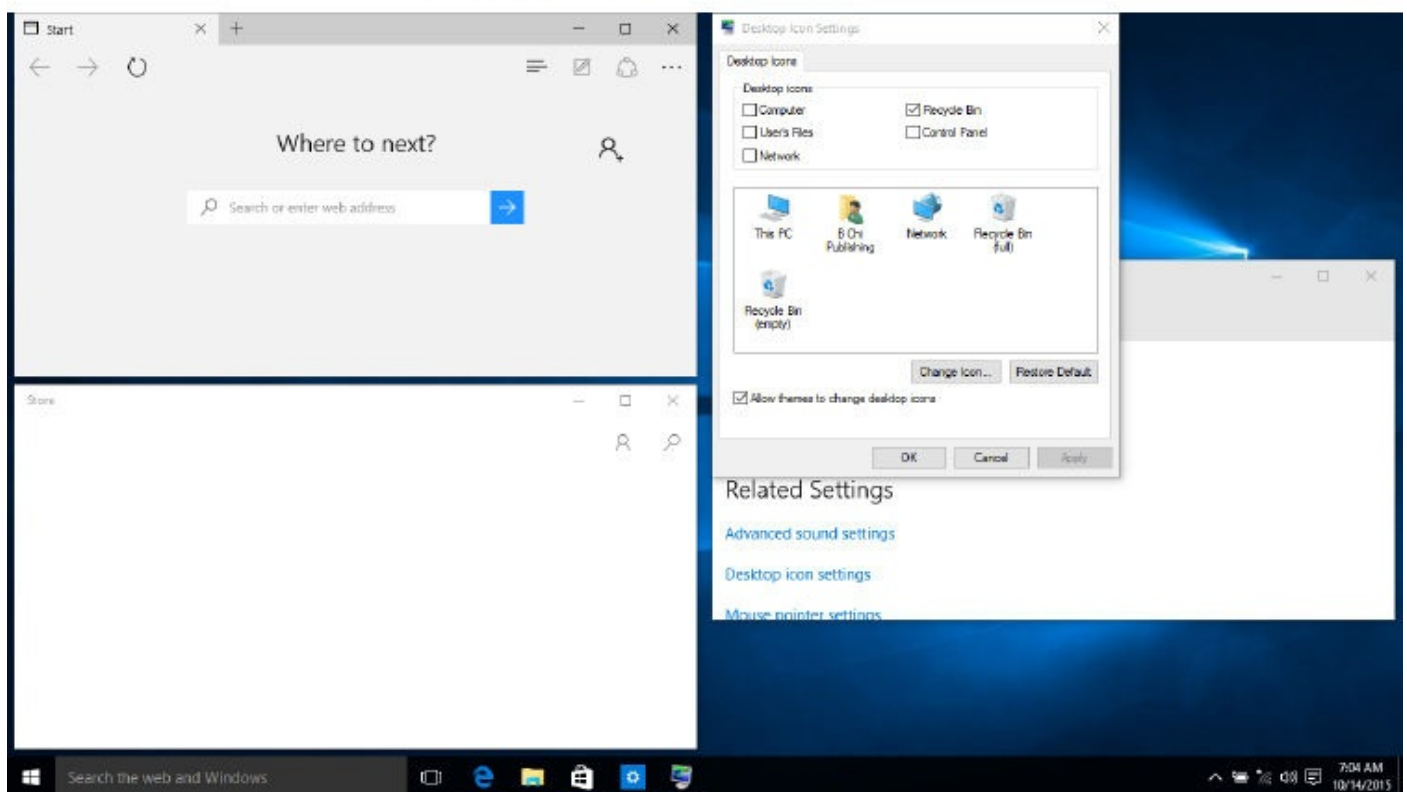 Start
Where to next?
Search or enter web address
Store
Desktop Icon Settings
Desktop Icons
Desktop icons
Computer
Recycle Bin
User's Files
Control Panel
Network
This PC
B Chi
Publishing
Network
Recycle Bin
(full)
Recycle Bin
(empty)
Change Icon...
Restore Default
Allow themes to change desktop icons
OK
Cancel
Apply
Related Settings
Advanced sound settings
Desktop icon settings
Mouse pointer settings
Search the web and Windows
7:04 AM
10/14/2015